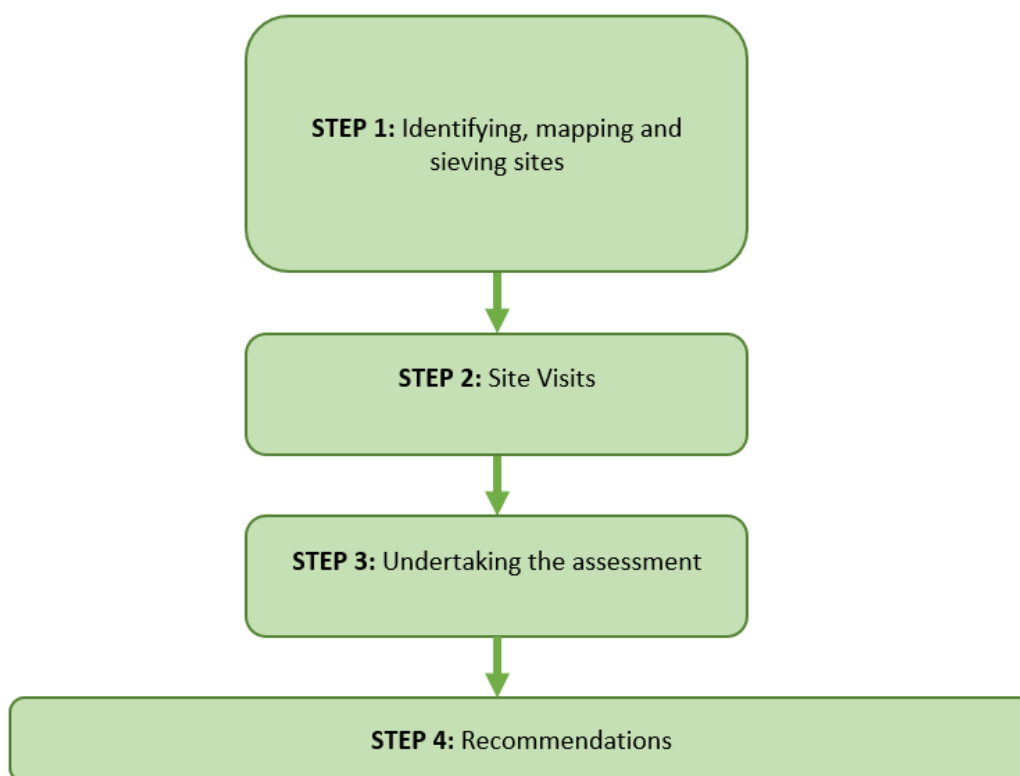 STEP 1: Identifying, mapping and
sieving sites
STEP 2: Site Visits
STEP 3: Undertaking the assessment
STEP 4: Recommendations